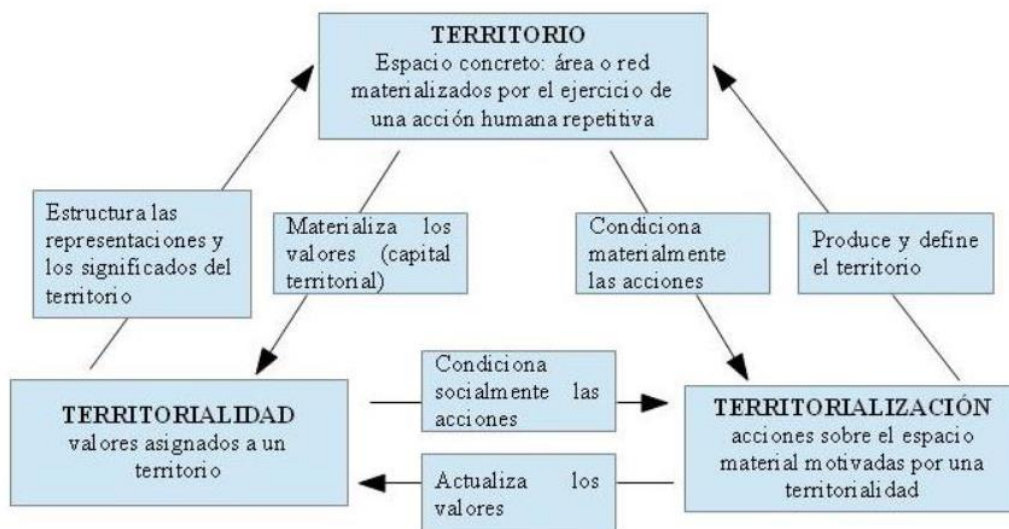 TERRITORIO
Espacio concreto: área o red
materializados por el ejercicio de
una acción humana repetitiva
Estructura las
representaciones y
los significados del
territorio
Materializa los
valores (capital
territorial)
Condiciona
materialmente
las acciones
Produce y define
el territorio
TERRITORIALIDAD
valores asignados a un
territorio
Condiciona
socialmente las
acciones
Actualiza los
valores
TERRITORIALIZACIÓN
acciones sobre el espacio
material motivadas por una
territorialidad